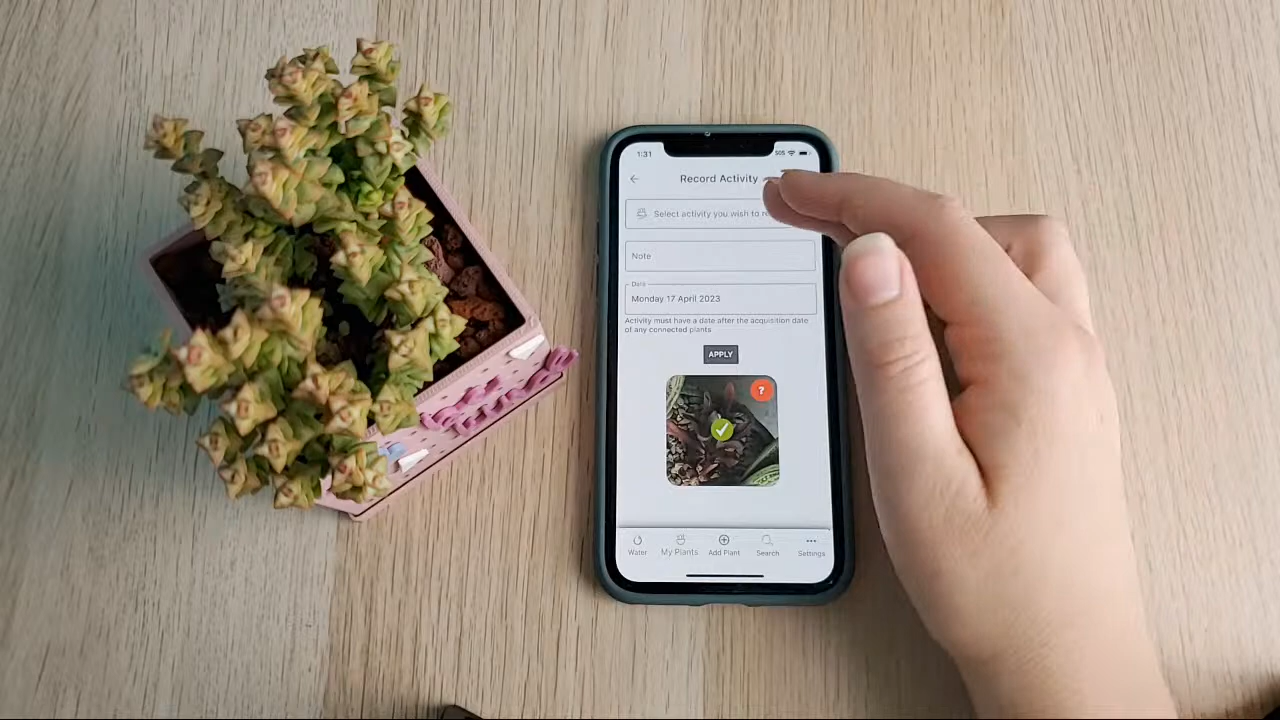 1:31 SOS
Record Activity
Select activity you wish to
Note
Date
Monday 17 April 2023
Activity must have a date after the acquisition date
of any connected plants
APPLY
?
Water My Plants Add Plant Search Settings